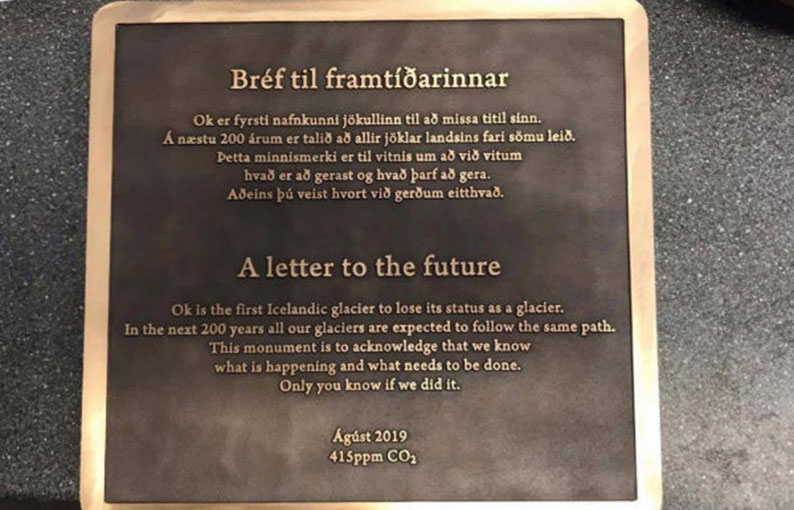 Bréf til framtíðarinnar
Ok er fyrsti nafnkunni jökullinn til að missa titil sinn.
Á næstu 200 árum er talið að allir jöklar landsins fari sömu leið.
Þetta minnismerki er til vitnis um að við vitum
hvað er að gerast og hvað þarf að gera.
Aðeins þú veist hvort við gerðum eitthvað.
A letter to the future
Ok is the first Icelandic glacier to lose its status as a glacier.
In the next 200 years all our glaciers are expected to follow the same path.
This monument is to acknowledge that we know
what is happening and what needs to be done.
Only you know if we did it.
Ágúst 2019
415ppm CO₂